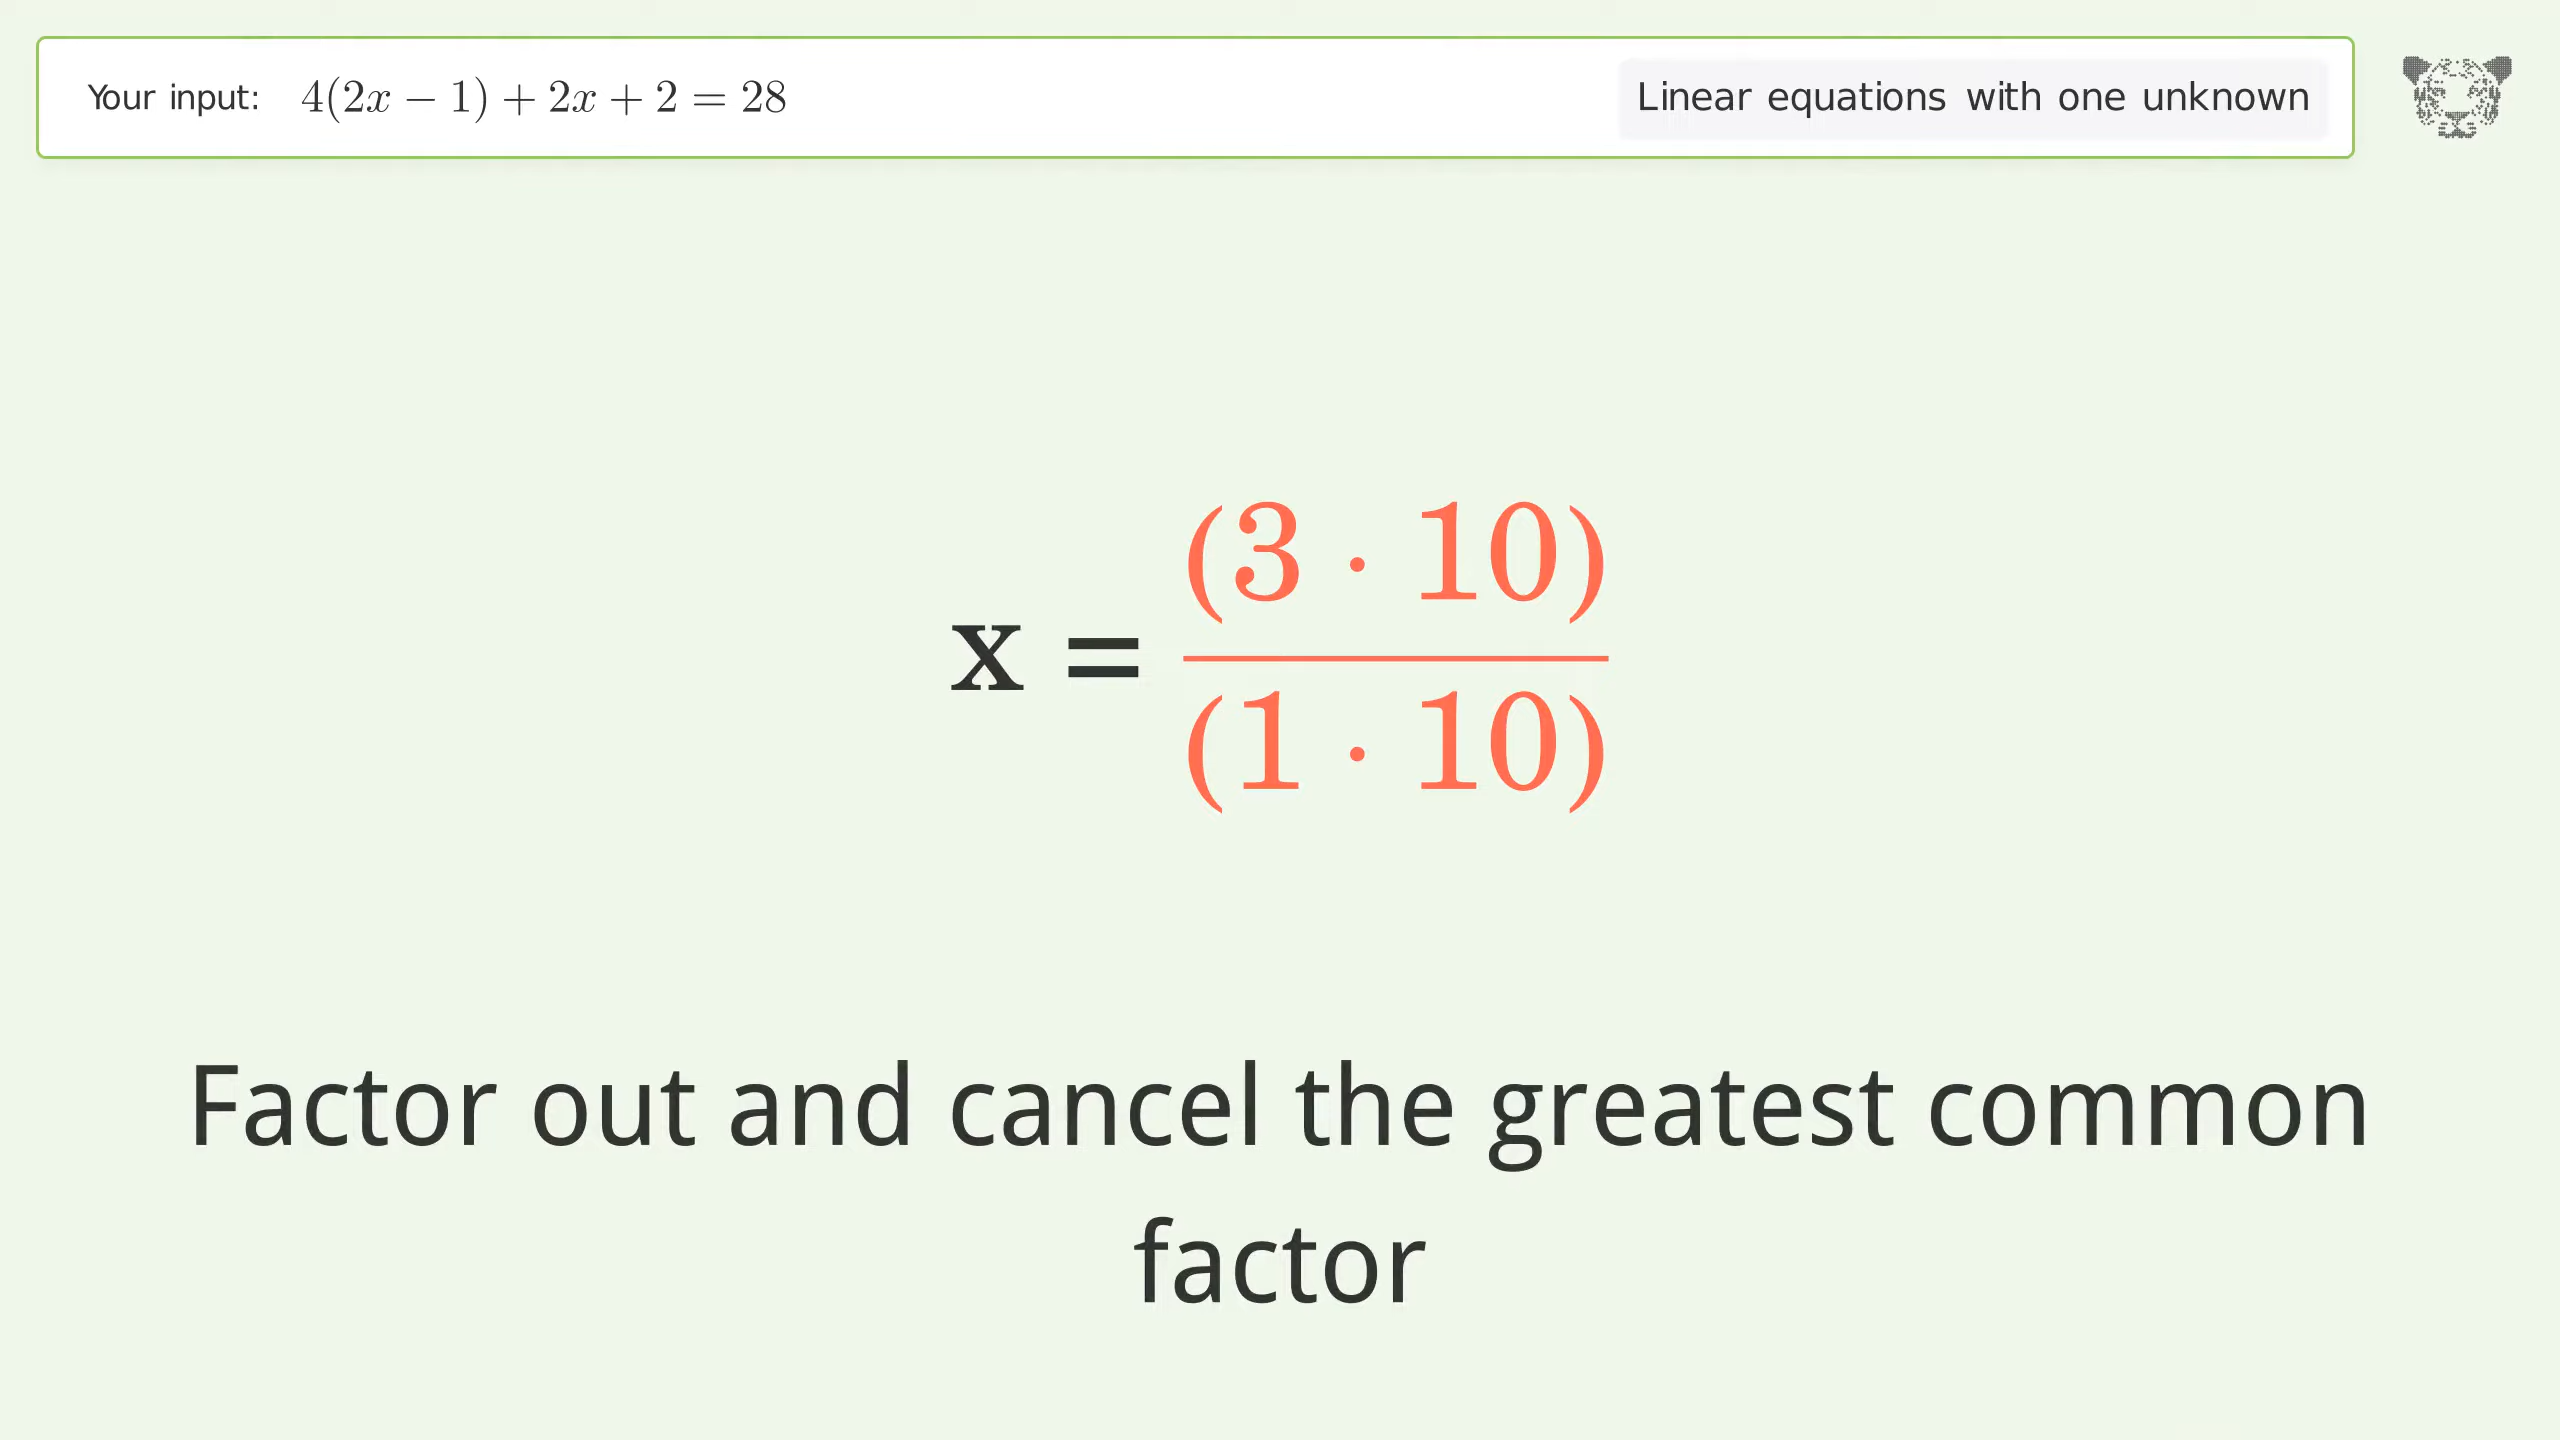 Your input: 4(2x − 1) + 2x + 2 = 28 Linear equations with one unknown
x = (3 · 10)
(1 · 10)
Factor out and cancel the greatest common
factor